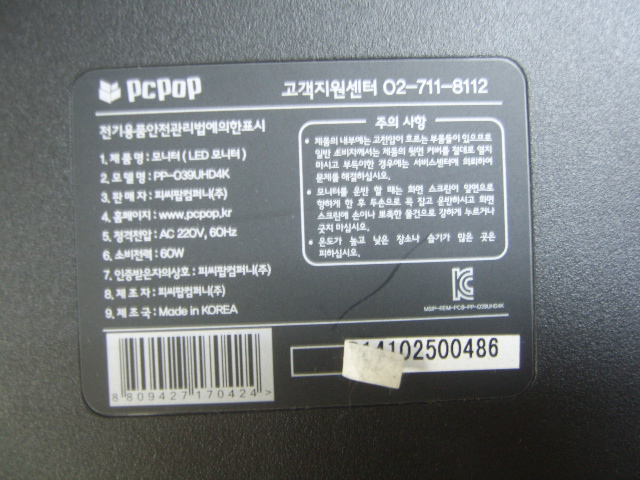 PCPOP
고객지원센터 02-711-8112
전기용품안전관리법에의한표시
1. 제 품 명 : 모니터 ( LED 모니터 )
2. 모 델 명 : PP-039UHD4K
3. 판 매 자 : 피씨팝컴퍼니(주)
4. 홈페이지 : www.pcpop.kr
5. 정격전압 : AC 220V, 60Hz
6. 소비전력 : 60W
7. 인증받은자의상호 : 피씨팝컴퍼니(주)
8. 제 조 자 : 피씨팝컴퍼니(주)
9. 제 조 국 : Made in KOREA
주의 사항
• 제품의 내부에는 고전압이 흐르는 부품들이 있으므로
일반 소비자께서는 제품의 뒷면 커버를 절대로 열지
마시고 부득이한 경우에는 서비스센터에 의뢰하여
문제를 해결하십시오.
• 모니터를 운반 할 때는 화면 스크린이 앞면으로
향하게 한 후 두손으로 꼭 잡고 운반하시고 화면
스크린에 손이나 뾰족한 물건으로 강하게 누르거나
긋지 마십시오.
• 온도가 높고 낮은 장소나 습기가 많은 곳은
피하십시오.
MSIP-REM-PC9-PP-039UHD4K
8 809427 170424 >
14102500486